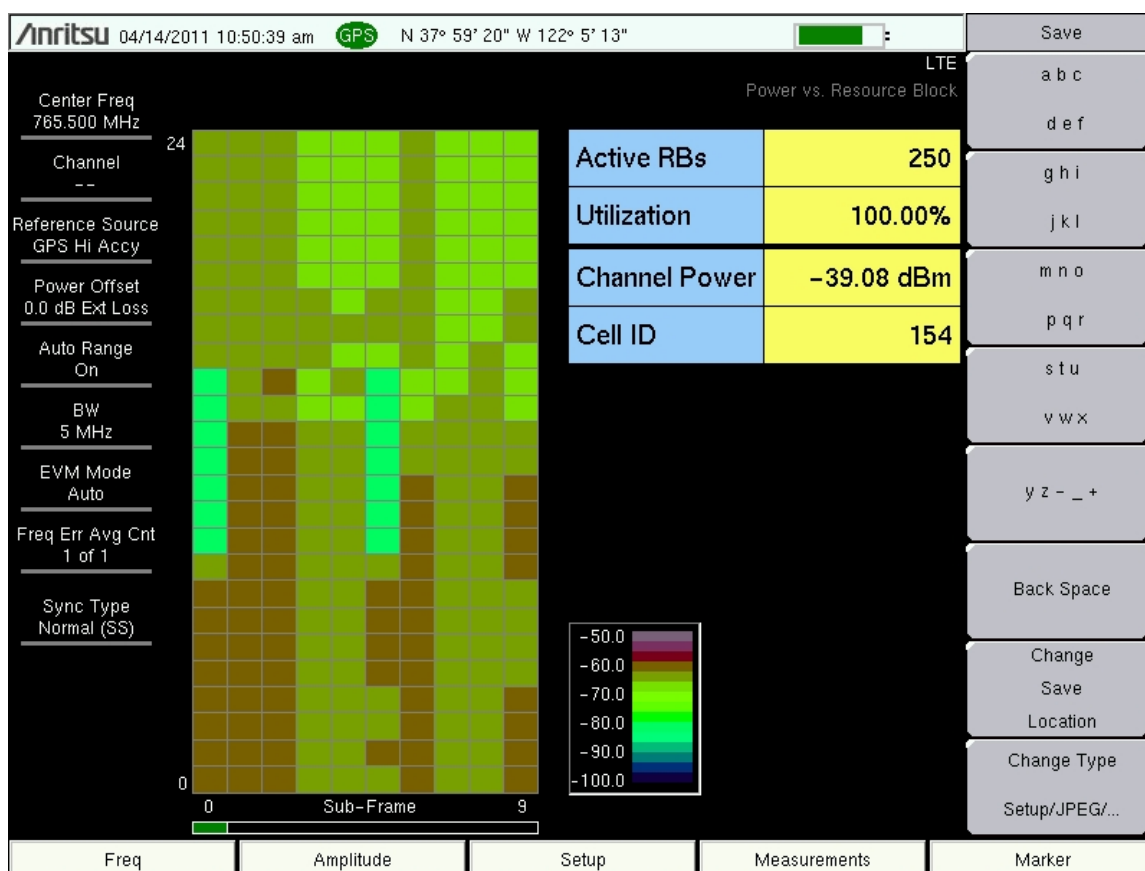 /Inritsu 04/14/2011 10:50:39 am GPS N 37º 59' 20" W 122º 5' 13"
LTE
Power vs. Resource Block
Center Freq
765.500 MHz
Channel
--
Reference Source
GPS Hi Accy
Power Offset
0.0 dB Ext Loss
Auto Range
On
BW
5 MHz
EVM Mode
Auto
Freq Err Avg Cnt
1 of 1
Sync Type
Normal (SS)
24
0
0 Sub-Frame 9
Active RBs 250
Utilization 100.00%
Channel Power -39.08 dBm
Cell ID 154
-50.0
-60.0
-70.0
-80.0
-90.0
-100.0
Save
a b c
d e f
g h i
j k l
m n o
p q r
s t u
v w x
y z - _ +
Back Space
Change
Save
Location
Change Type
Setup/JPEG/...
Freq Amplitude Setup Measurements Marker